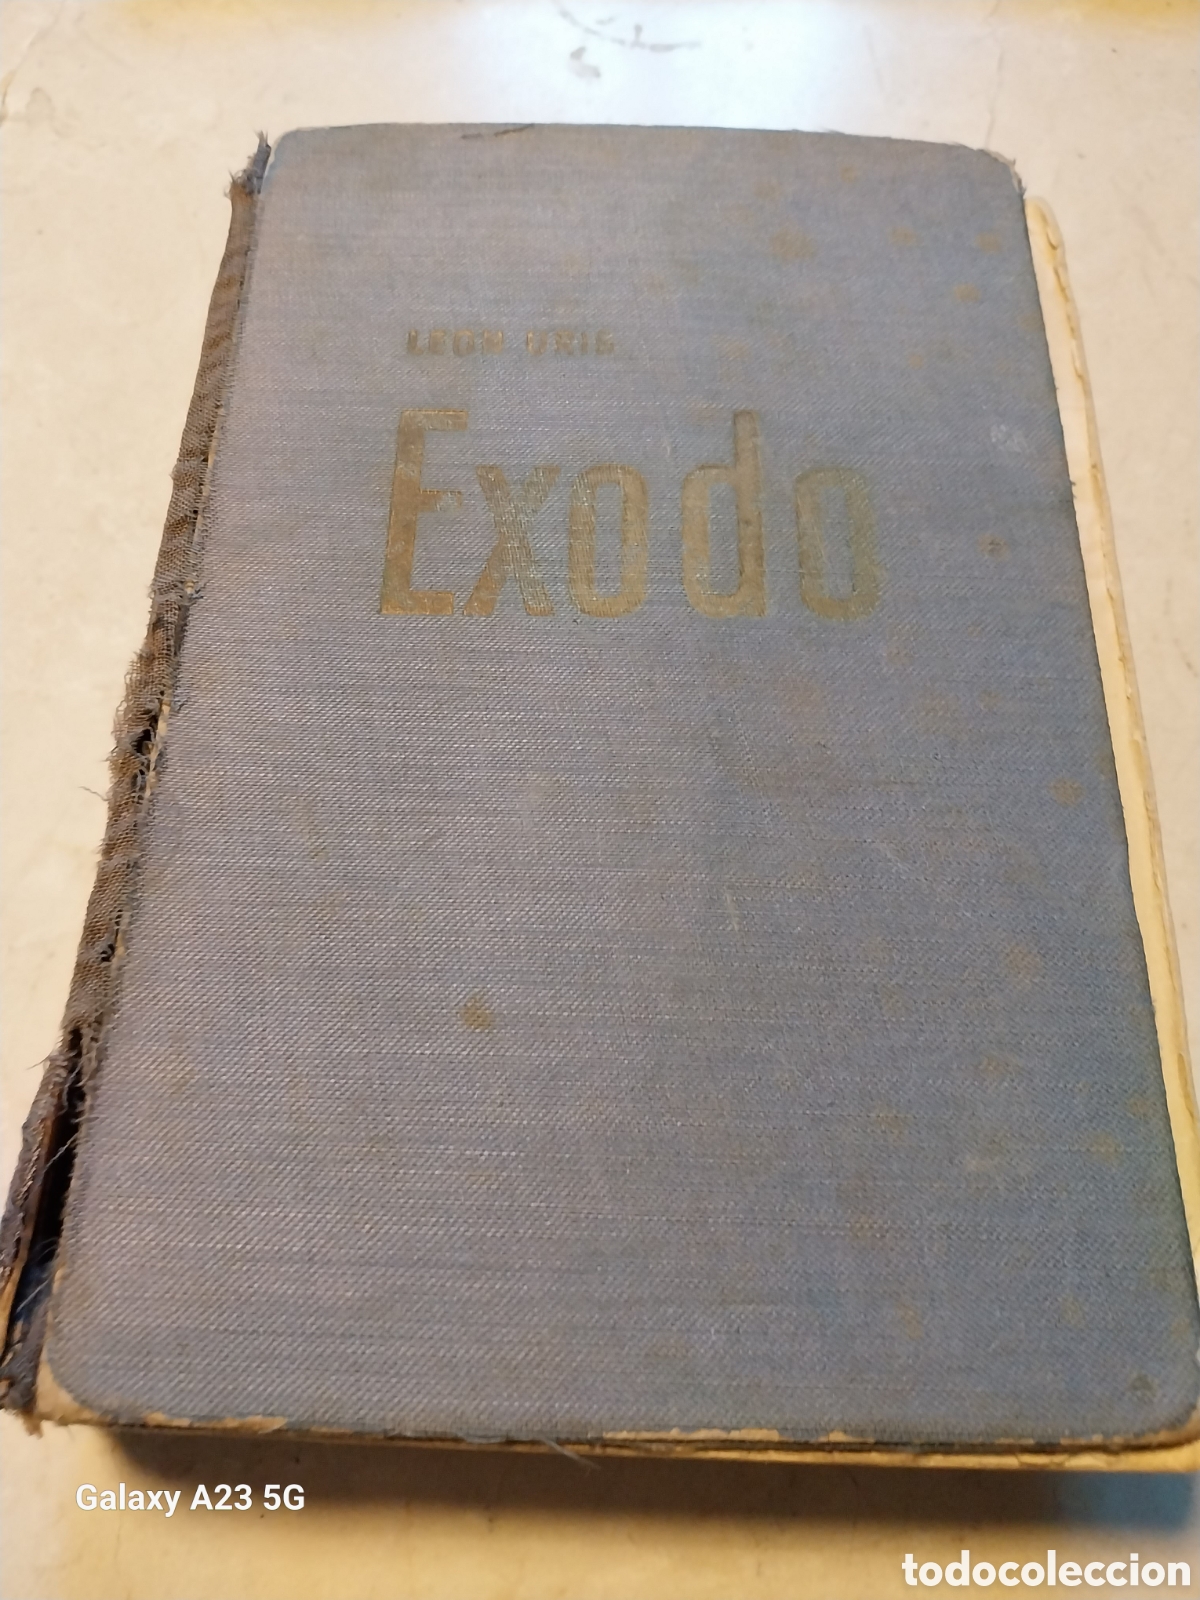 LEON URIS
Exodo
Galaxy A23 5G
todocoleccion